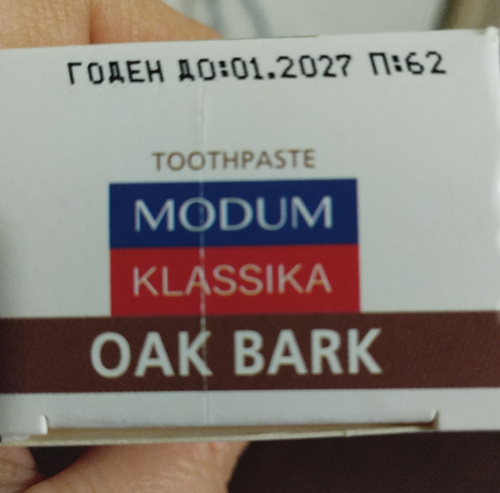 ГОДЕН ДО:01.2027 П:62
TOOTHPASTE
MODUM
KLASSIKA
OAK BARK